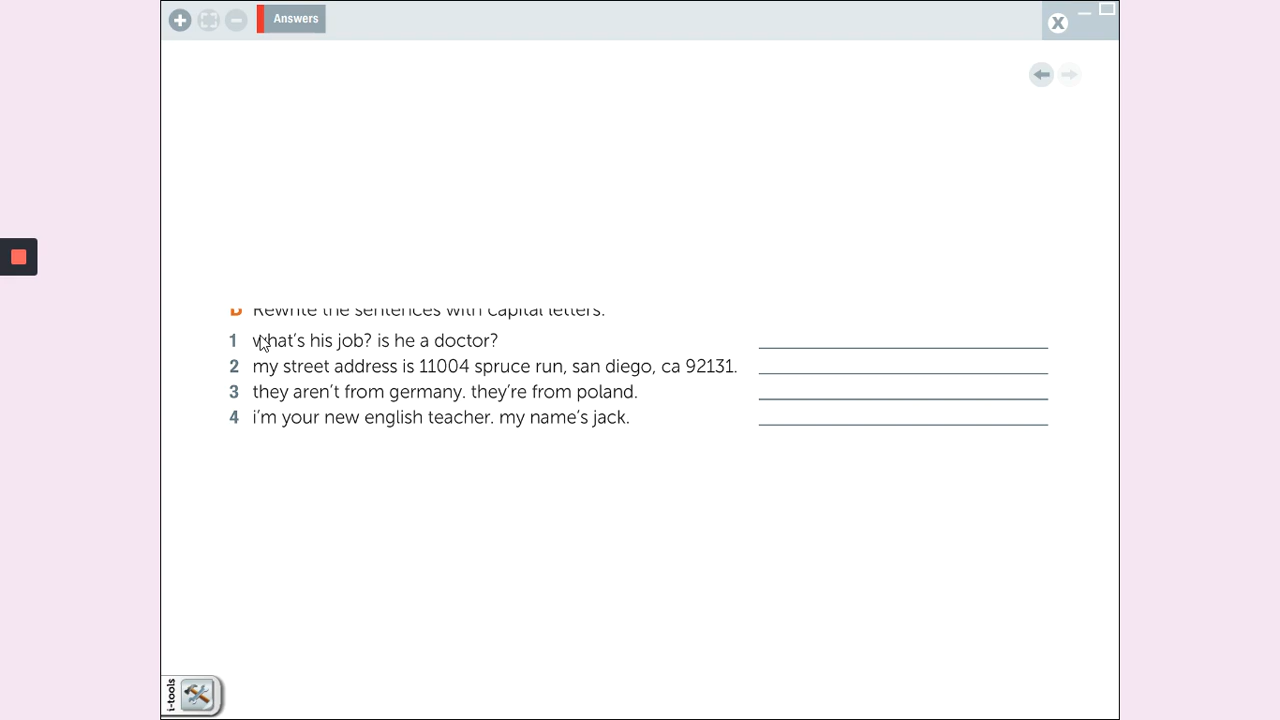 Answers
X
B Rewrite the sentences with capital letters.
1 what's his job? is he a doctor?
2 my street address is 11004 spruce run, san diego, ca 92131.
3 they aren't from germany. they're from poland.
4 i'm your new english teacher. my name's jack.
i-tools